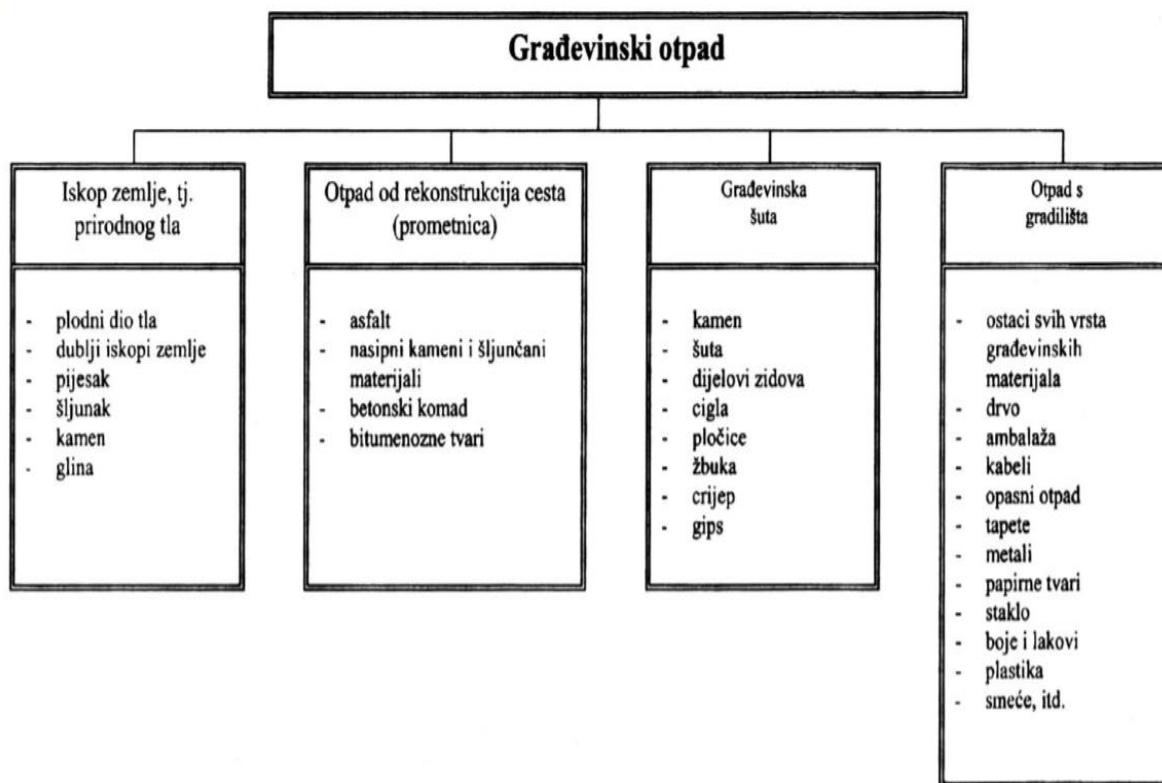 Građevinski otpad
Iskop zemlje, tj.
prirodnog tla
- plodni dio tla
- dublji iskopi zemlje
- pijesak
- šljunak
- kamen
- glina
Otpad od rekonstrukcija cesta
(prometnica)
- asfalt
- nasipni kameni i šljunčani
materijali
- betonski komad
- bitumenozne tvari
Građevinska
šuta
- kamen
- šuta
- dijelovi zidova
- cigla
- pločice
- žbuka
- crijep
- gips
Otpad s
gradilišta
- ostaci svih vrsta
građevinskih
materijala
- drvo
- ambalaža
- kabeli
- opasni otpad
- tapete
- metali
- papirne tvari
- staklo
- boje i lakovi
- plastika
- smeće, itd.